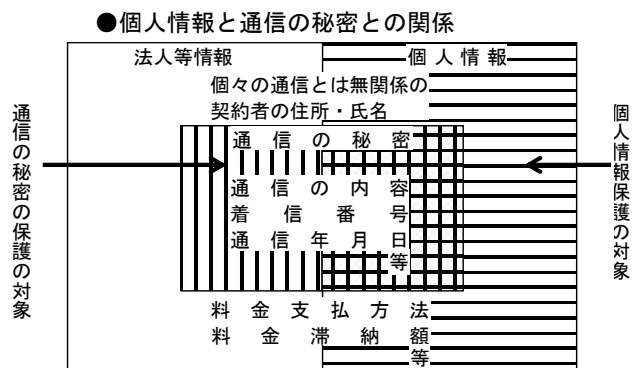 ●個人情報と通信の秘密との関係
法人等情報
個人情報
個々の通信とは無関係の
契約者の住所・氏名
通信の秘密の保護の対象
個人情報保護の対象
通信の秘密
通信の内容
着信番号
通信年月日
等
料金支払方法
料金滞納額
等